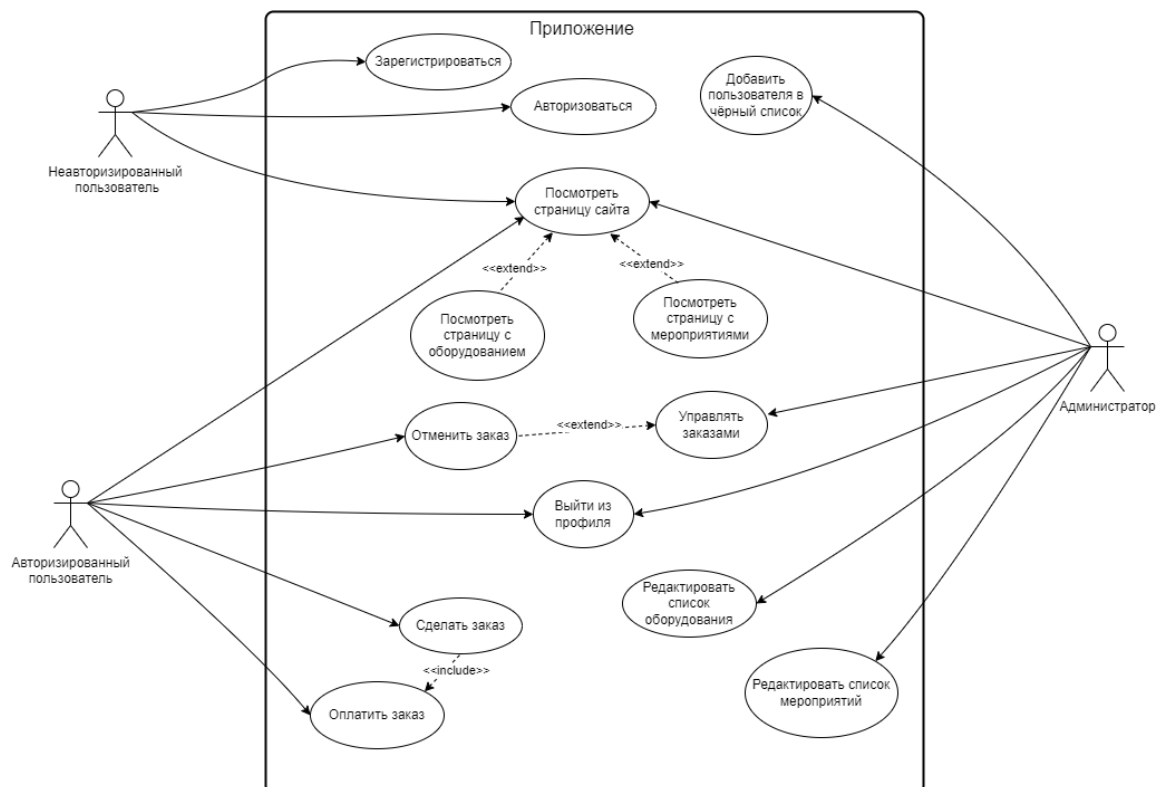 Приложение
Зарегистрироваться
Добавить
пользователя в
чёрный список
Авторизоваться
Неавторизированный
пользователь
Посмотреть
страницу сайта
<<extend>>
<<extend>>
Посмотреть
страницу с
оборудованием
Посмотреть
страницу с
мероприятиями
Администратор
Отменить заказ
<<extend>>
Управлять
заказами
Выйти из
профиля
Авторизированный
пользователь
Редактировать
список
оборудования
Сделать заказ
<<include>>
Оплатить заказ
Редактировать список
мероприятий